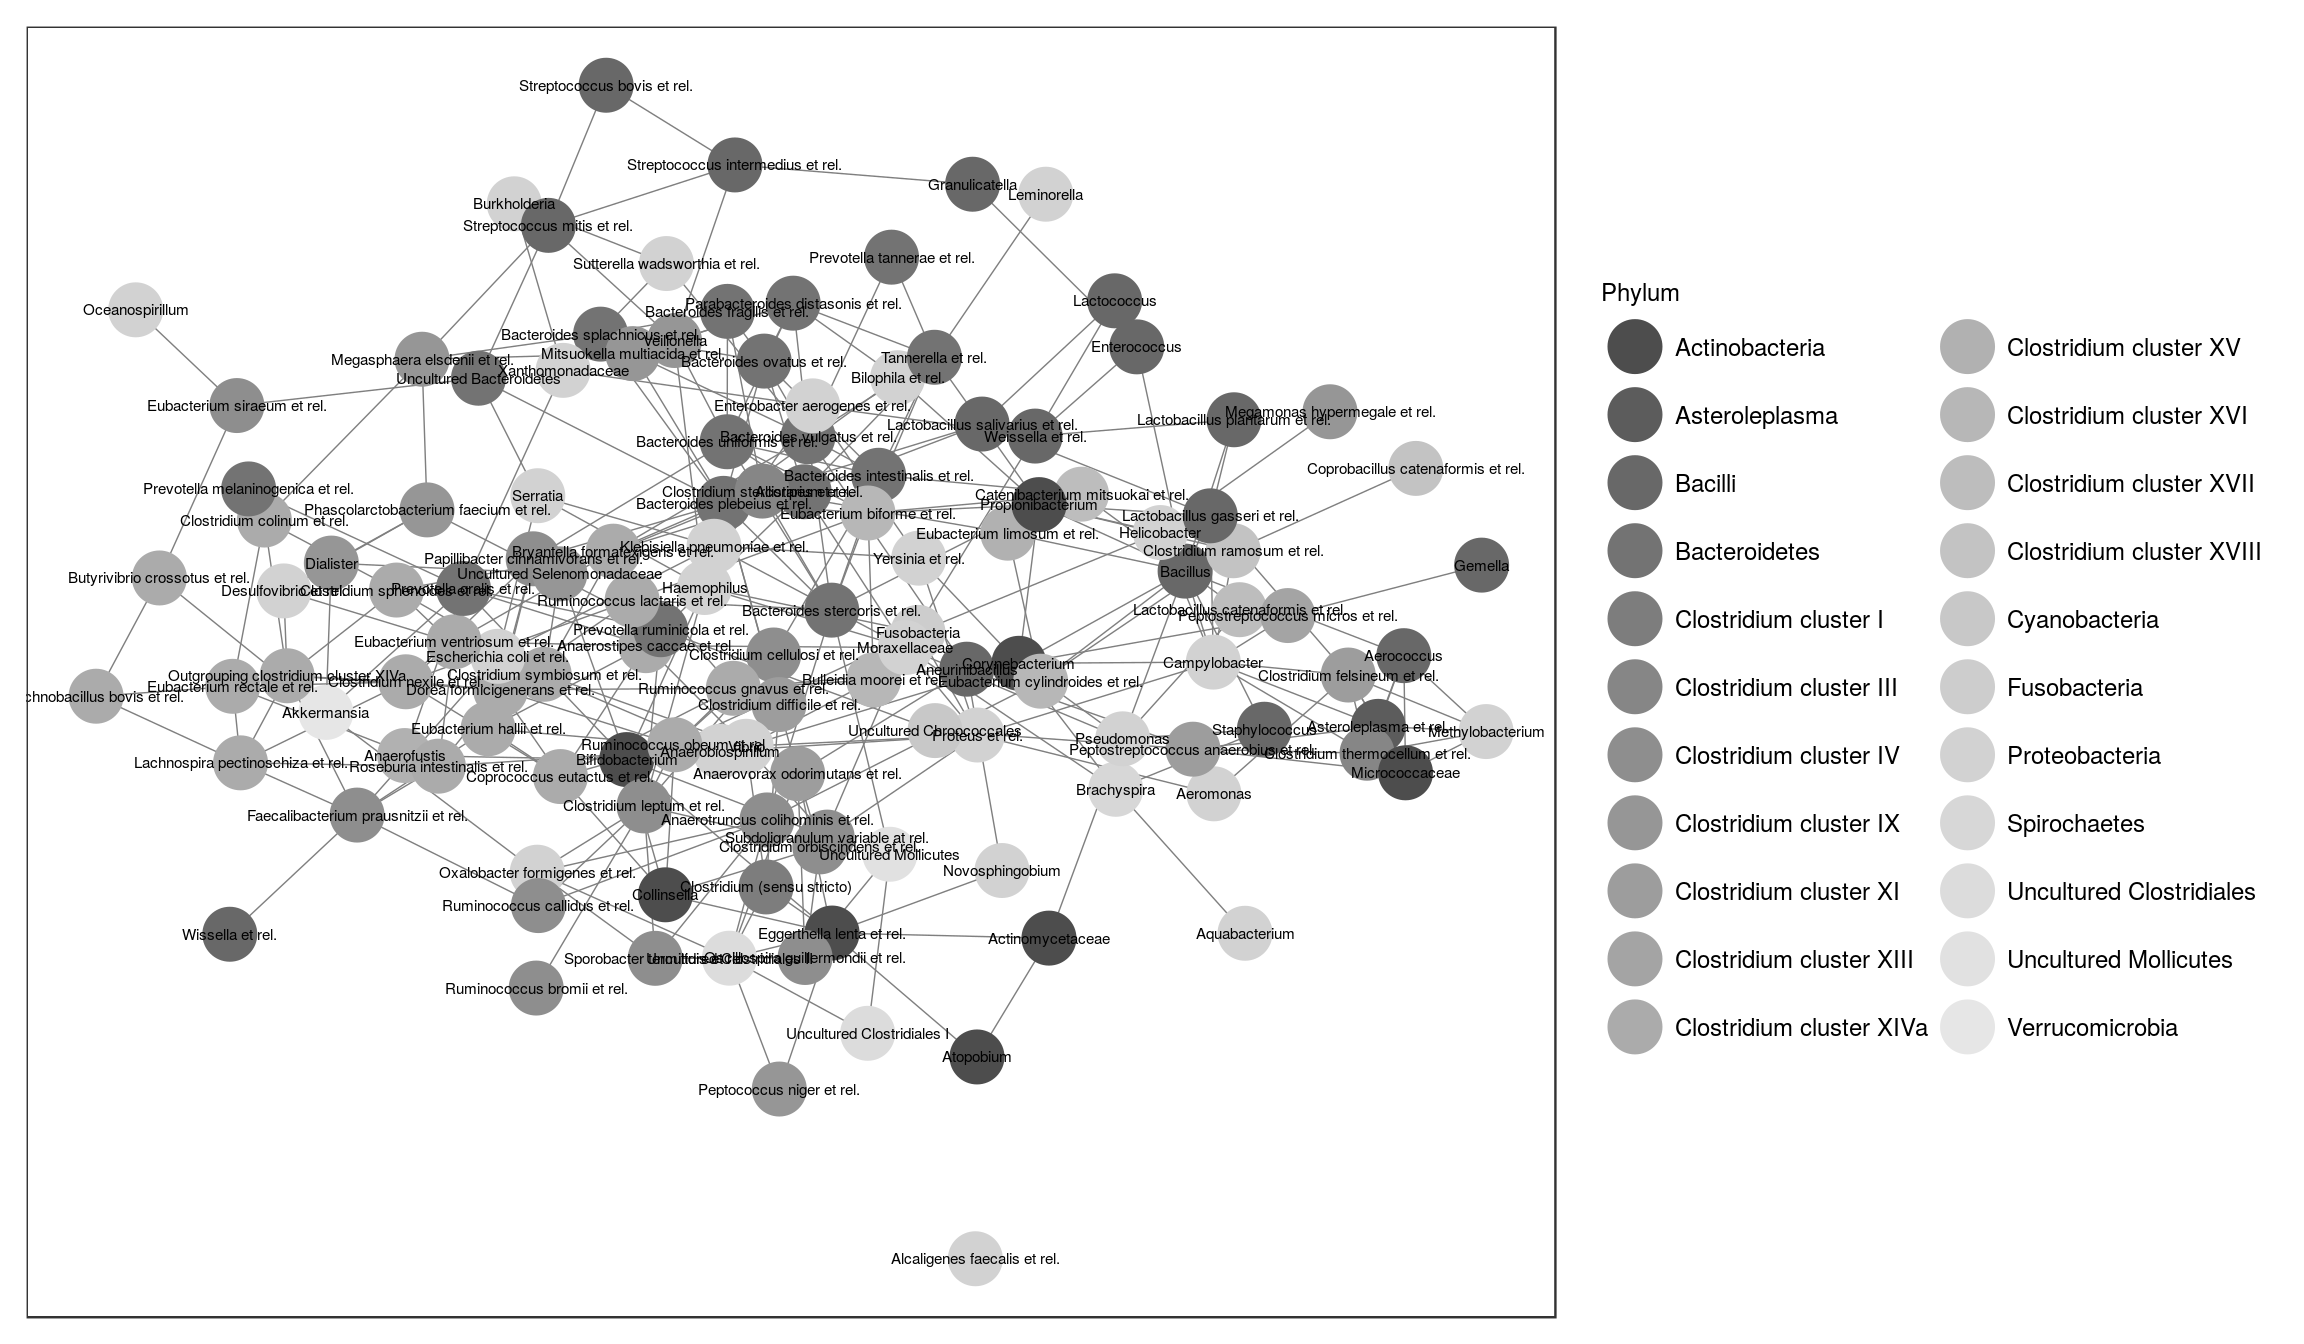 Streptococcus bovis et rel.
Streptococcus intermedius et rel.
Granulicatella
Leminorella
Burkholderia
Streptococcus mitis et rel.
Sutterella wadsworthia et rel.
Prevotella tannerae et rel.
Oceanospirillum
Parabacteroides distasonis et rel.
Lactococcus
Bacteroides fragilis et rel.
Bacteroides splachnicus et rel.
Veillonella
Enterococcus
Megasphaera elsdenii et rel.
Mitsuokella multiacida et rel.
Bacteroides ovatus et rel.
Tannerella et rel.
Xanthomonadaceae
Uncultured Bacteroidetes
Bilophila et rel.
Eubacterium siraeum et rel.
Enterobacter aerogenes et rel.
Megamonas hypermegale et rel.
Lactobacillus plantarum et rel.
Lactobacillus salivarius et rel.
Weissella et rel.
Bacteroides uniformis et rel.
Bacteroides vulgatus et rel.
Coprobacillus catenaformis et rel.
Bacteroides intestinalis et rel.
Prevotella melaninogenica et rel.
Serratia
Clostridium stercorarium et rel.
Alistipes et rel.
Catenibacterium mitsuokai et rel.
Bacteroides plebeius et rel.
Propionibacterium
Phascolarctobacterium faecium et rel.
Eubacterium biforme et rel.
Lactobacillus gasseri et rel.
Clostridium colinum et rel.
Eubacterium limosum et rel.
Helicobacter
Klebisiella pneumoniae et rel.
Bryantella formatexigens et rel.
Clostridium ramosum et rel.
Papillibacter cinnamivorans et rel.
Yersinia et rel.
Dialister
Gemella
Bacillus
Uncultured Selenomonadaceae
Butyrivibrio crossotus et rel.
Haemophilus
Desulfovibrio et rel.
Clostridium sphenoides et rel.
Prevotella oralis et rel.
Ruminococcus lactaris et rel.
Bacteroides stercoris et rel.
Lactobacillus catenaformis et rel.
Peptostreptococcus micros et rel.
Prevotella ruminicola et rel.
Fusobacteria
Eubacterium ventriosum et rel.
Anaerostipes caccae et rel.
Moraxellaceae
Clostridium cellulosi et rel.
Escherichia coli et rel.
Aerococcus
Corynebacterium
Campylobacter
Aneurinibacillus
Outgrouping clostridium cluster XIVa
Clostridium symbiosum et rel.
Clostridium felsineum et rel.
Bulleidia moorei et rel.
Clostridium nexile et rel.
Eubacterium cylindroides et rel.
Eubacterium rectale et rel.
Dorea formicigenerans et rel.
Ruminococcus gnavus et rel.
chnobacillus bovis et rel.
Clostridium difficile et rel.
Akkermansia
Eubacterium hallii et rel.
Uncultured Chroococcales
Proteus et rel.
Staphylococcus
Asteroleplasma et rel.
Methylobacterium
Pseudomonas
Ruminococcus obeum et rel.
Vibrio
Anaerobiospirillum
Peptostreptococcus anaerobius et rel.
Clostridium thermocellum et rel.
Anaerofustis
Bifidobacterium
Lachnospira pectinoschiza et rel.
Roseburia intestinalis et rel.
Coprococcus eutactus et rel.
Anaerovorax odorimutans et rel.
Micrococcaceae
Brachyspira
Aeromonas
Clostridium leptum et rel.
Faecalibacterium prausnitzii et rel.
Anaerotruncus colihominis et rel.
Subdoligranulum variable at rel.
Clostridium orbiscindens et rel.
Uncultured Mollicutes
Oxalobacter formigenes et rel.
Novosphingobium
Clostridium (sensu stricto)
Collinsella
Ruminococcus callidus et rel.
Wissella et rel.
Eggerthella lenta et rel.
Actinomycetaceae
Aquabacterium
Sporobacter termitidis et rel.
Uncultured Clostridiales II
Oscillospira guillermondii et rel.
Ruminococcus bromii et rel.
Uncultured Clostridiales I
Atopobium
Peptococcus niger et rel.
Alcaligenes faecalis et rel.
Phylum
Actinobacteria
Asteroleplasma
Bacilli
Bacteroidetes
Clostridium cluster I
Clostridium cluster III
Clostridium cluster IV
Clostridium cluster IX
Clostridium cluster XI
Clostridium cluster XIII
Clostridium cluster XIVa
Clostridium cluster XV
Clostridium cluster XVI
Clostridium cluster XVII
Clostridium cluster XVIII
Cyanobacteria
Fusobacteria
Proteobacteria
Spirochaetes
Uncultured Clostridiales
Uncultured Mollicutes
Verrucomicrobia